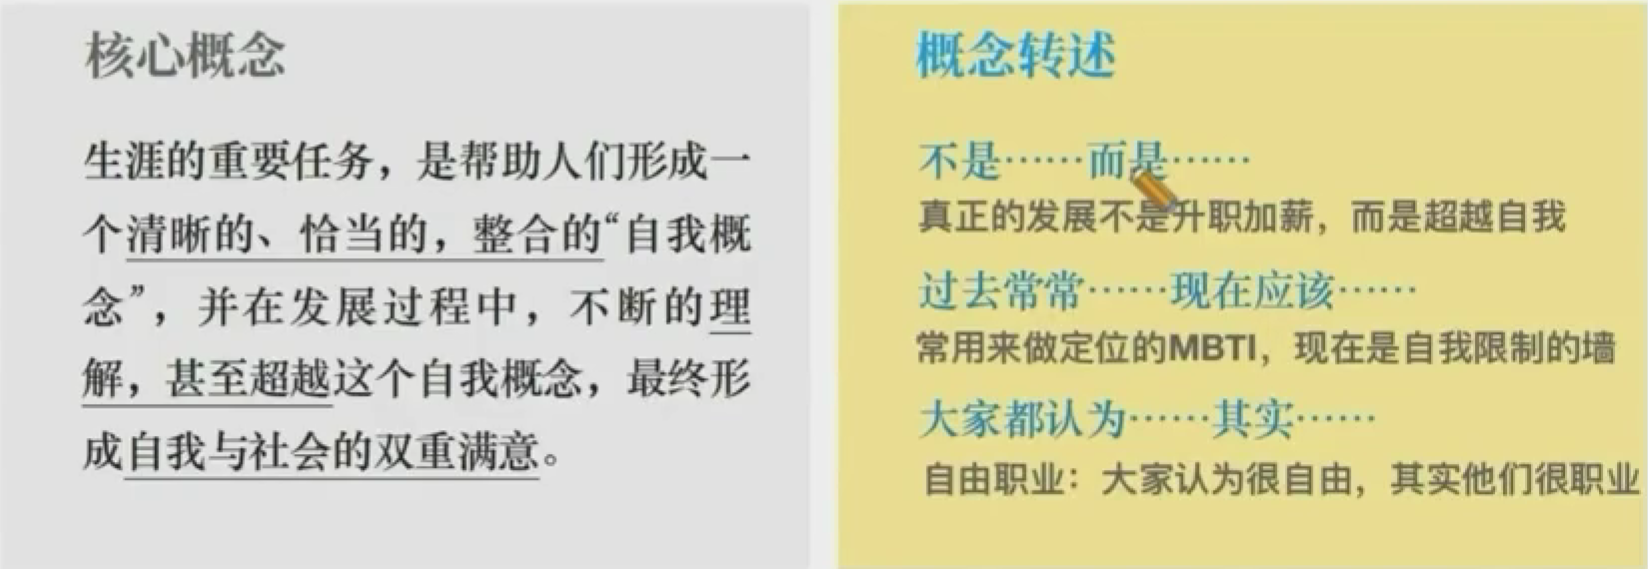 核心概念
生涯的重要任务，是帮助人们形成一
个清晰的、恰当的，整合的“自我概
念”，并在发展过程中，不断的理
解，甚至超越这个自我概念，最终形
成自我与社会的双重满意。
概念转述
不是……而是……
真正的发展不是升职加薪，而是超越自我
过去常常……现在应该……
常用来做定位的MBTI，现在是自我限制的墙
大家都认为……其实……
自由职业：大家认为很自由，其实他们很职业